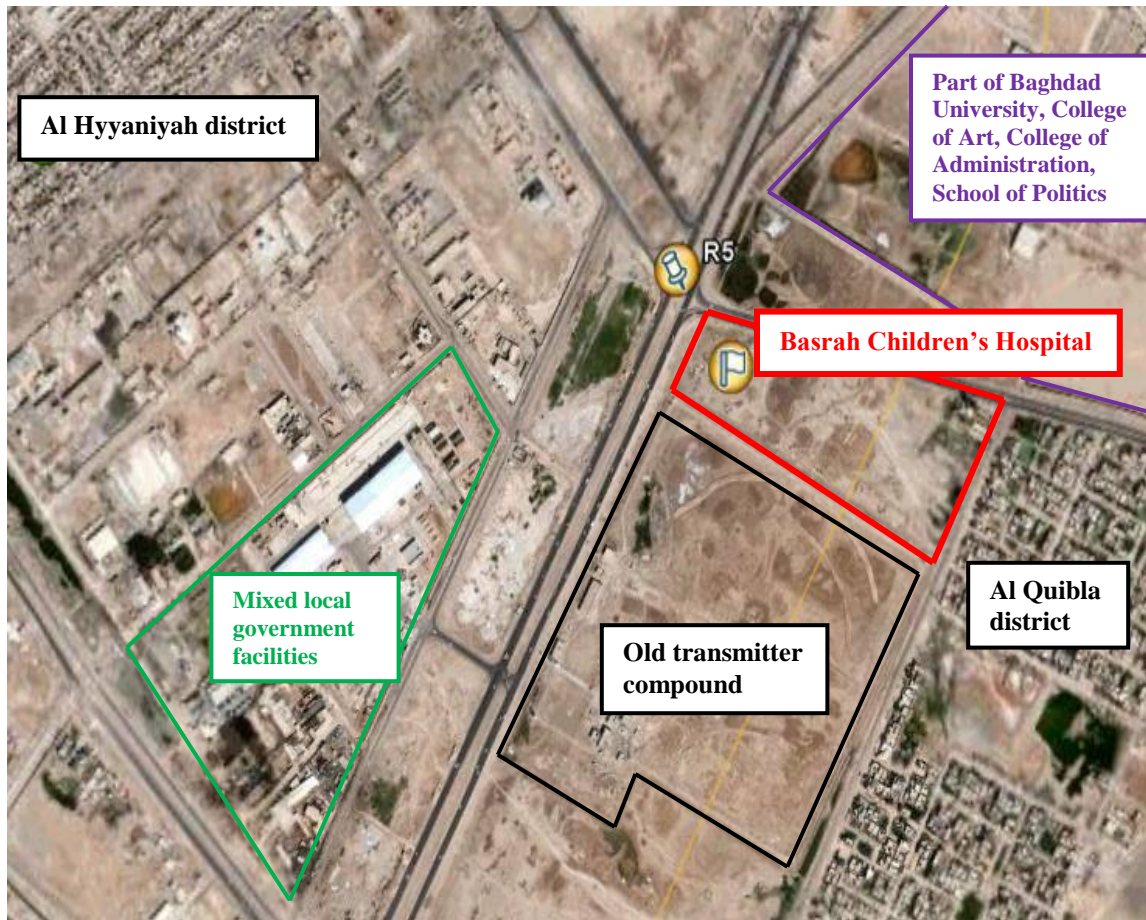 Al Hyyaniyah district
Part of Baghdad
University, College
of Art, College of
Administration,
School of Politics
R5
Basrah Children’s Hospital
Mixed local
government
facilities
Old transmitter
compound
Al Quibla
district